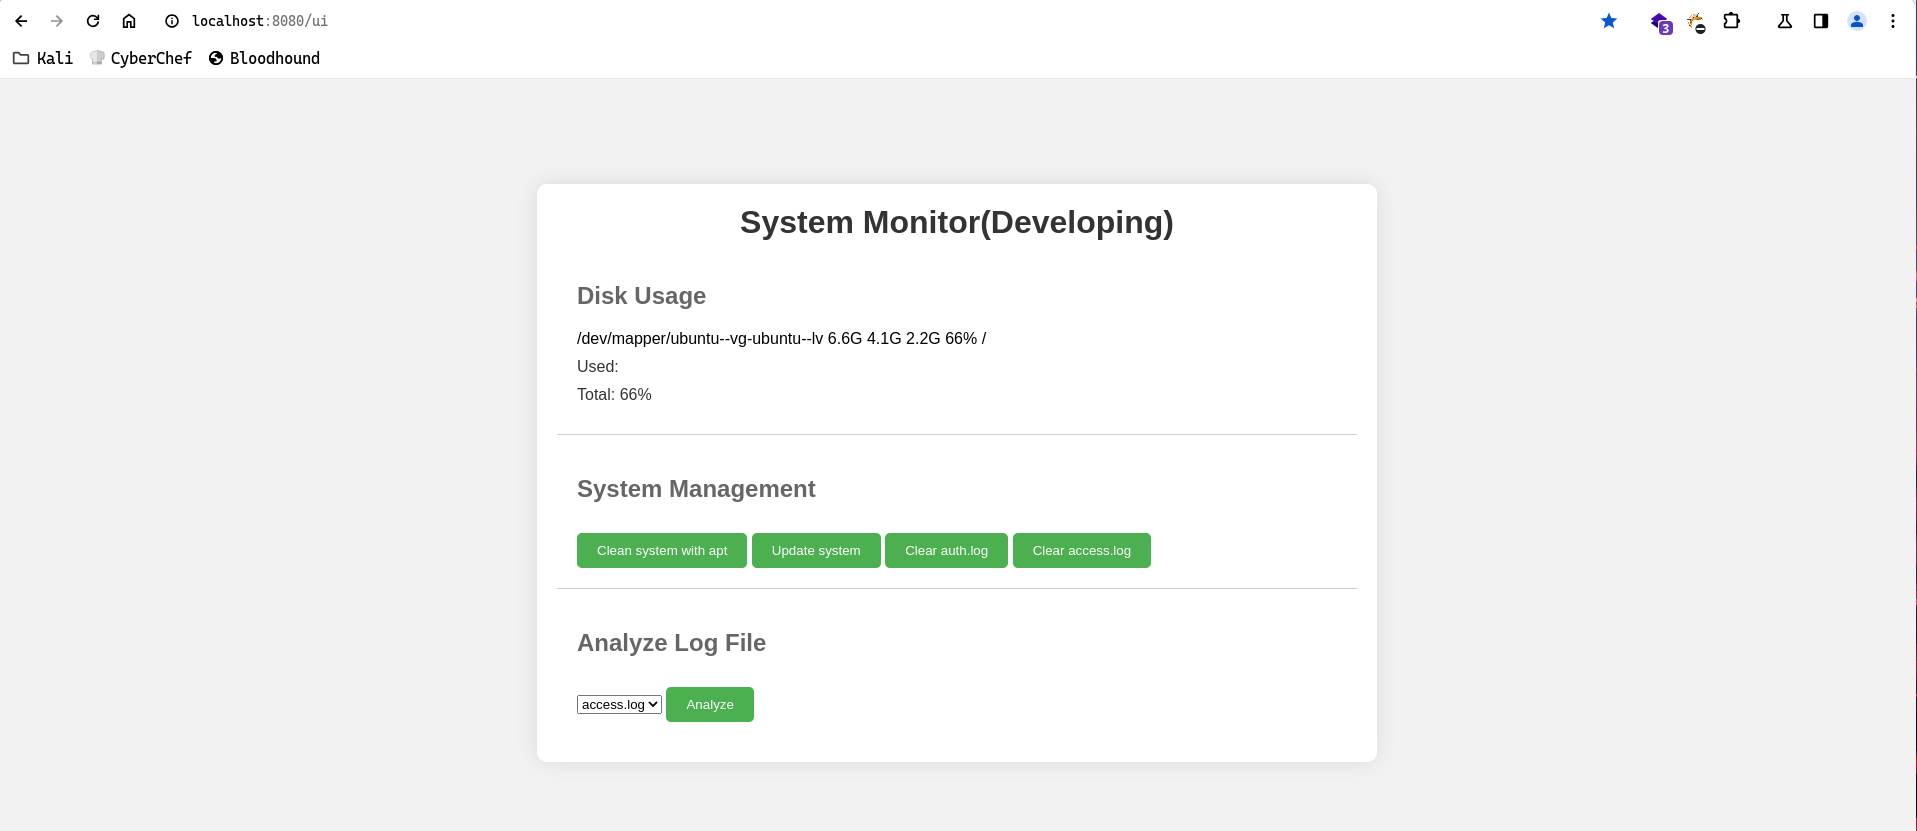 localhost:8080/ui
3
Kali CyberChef Bloodhound
System Monitor(Developing)
Disk Usage
/dev/mapper/ubuntu--vg-ubuntu--lv 6.6G 4.1G 2.2G 66% /
Used:
Total: 66%
System Management
Clean system with apt Update system Clear auth.log Clear access.log
Analyze Log File
access.log Analyze